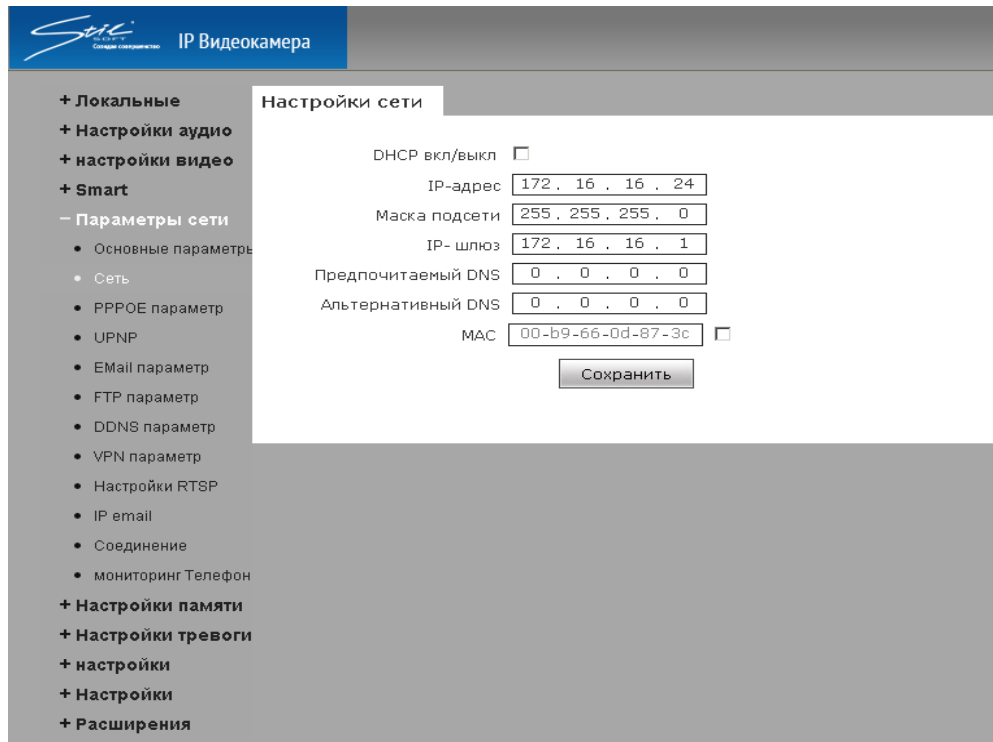 Stil
SOFT
Создаём совершенство
IP Видеокамера
+ Локальные
+ Настройки аудио
+ настройки видео
+ Smart
− Параметры сети
• Основные параметры
• Сеть
• PPPOE параметр
• UPNP
• EMail параметр
• FTP параметр
• DDNS параметр
• VPN параметр
• Настройки RTSP
• IP email
• Соединение
• мониторинг Телефон
+ Настройки памяти
+ Настройки тревоги
+ настройки
+ Настройки
+ Расширения
Настройки сети
DHCP вкл/выкл
IP-адрес 172 . 16 . 16 . 24
Маска подсети 255 . 255 . 255 . 0
IP- шлюз 172 . 16 . 16 . 1
Предпочитаемый DNS 0 . 0 . 0 . 0
Альтернативный DNS 0 . 0 . 0 . 0
MAC 00-b9-66-0d-87-3c
Сохранить